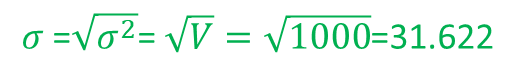 σ =√σ²= √V = √1000=31.622